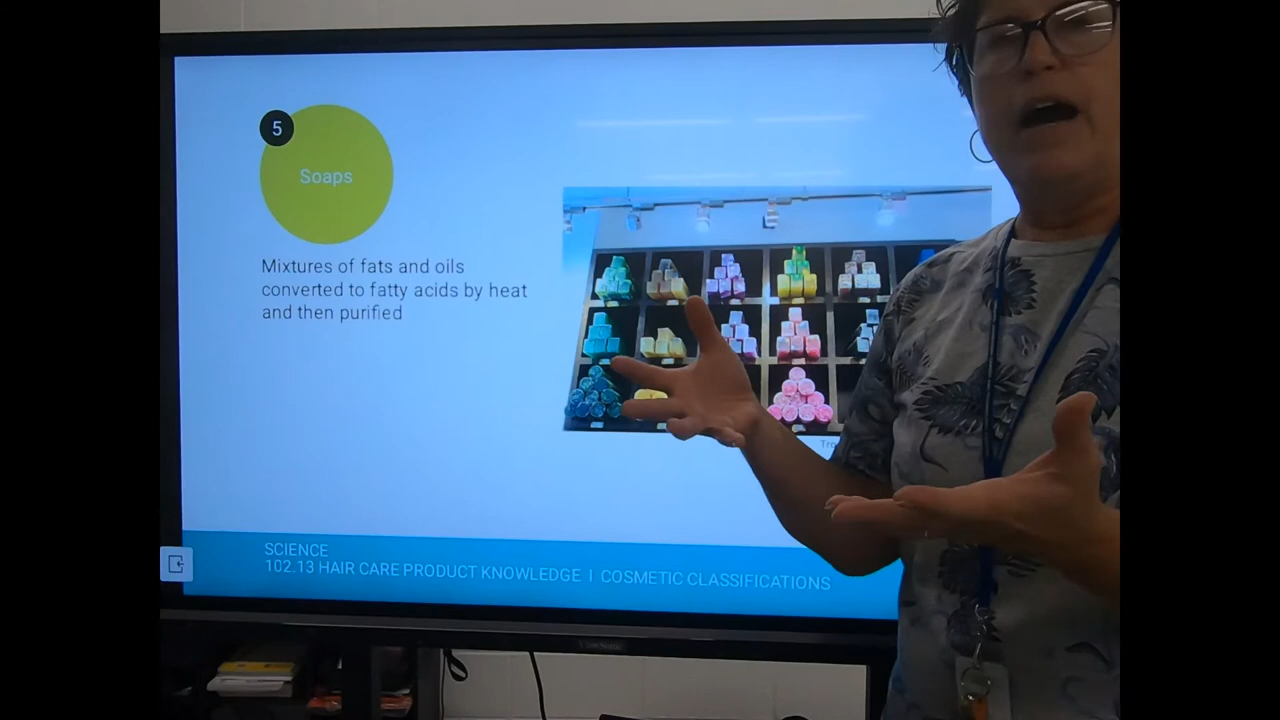 5
Soaps
Mixtures of fats and oils
converted to fatty acids by heat
and then purified
SCIENCE
102.13 HAIR CARE PRODUCT KNOWLEDGE I COSMETIC CLASSIFICATIONS
ViewSonic